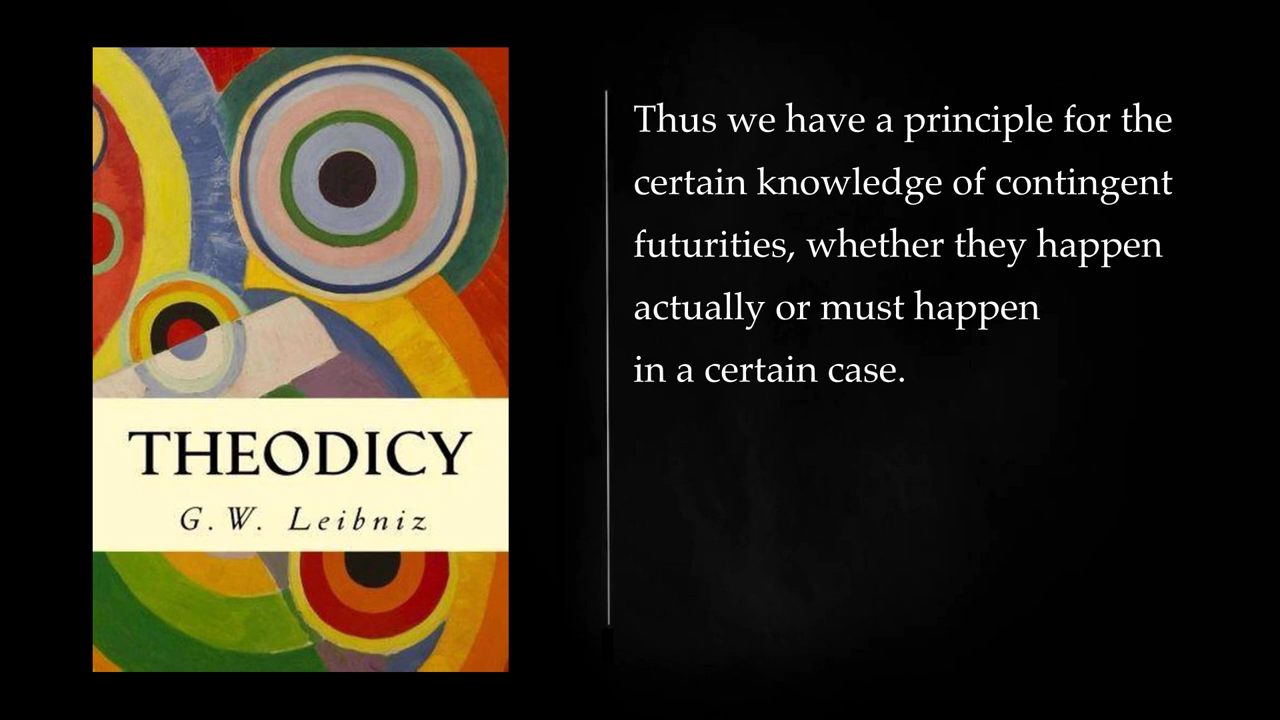 THEODICY
G. W. Leibniz
Thus we have a principle for the
certain knowledge of contingent
futurities, whether they happen
actually or must happen
in a certain case.